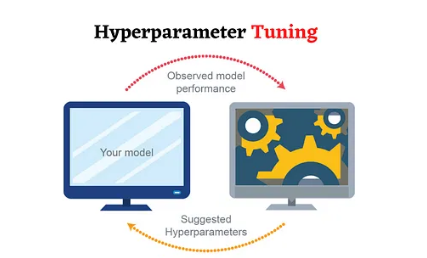 Hyperparameter Tuning
Observed model
performance
Your model
Suggested
Hyperparameters